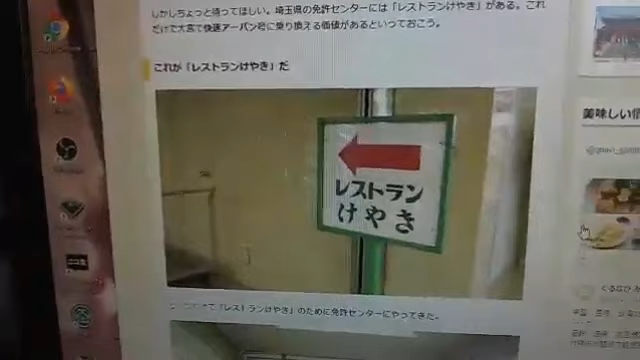 しかしちょっと待ってほしい。埼玉県の免許センターには「レストランけやき」がある。これ
だけで大宮で快速アーバン号に乗り換える価値があるといっておこう。
これが「レストランけやき」だ
レストラン
けやき
「レストランけやき」のために免許センターにやってきた。
美味しい
ぐるなび